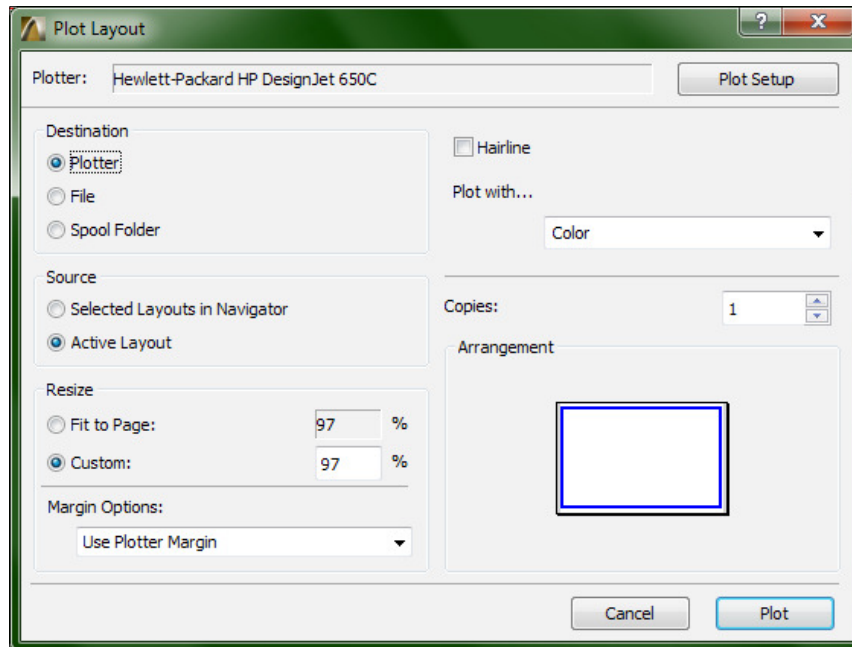 Plot Layout
Plotter: Hewlett-Packard HP DesignJet 650C Plot Setup
Destination
Plotter
File
Spool Folder
Hairline
Plot with...
Color
Source
Selected Layouts in Navigator
Active Layout
Copies: 1
Arrangement
Resize
Fit to Page: 97 %
Custom: 97 %
Margin Options:
Use Plotter Margin
Cancel Plot